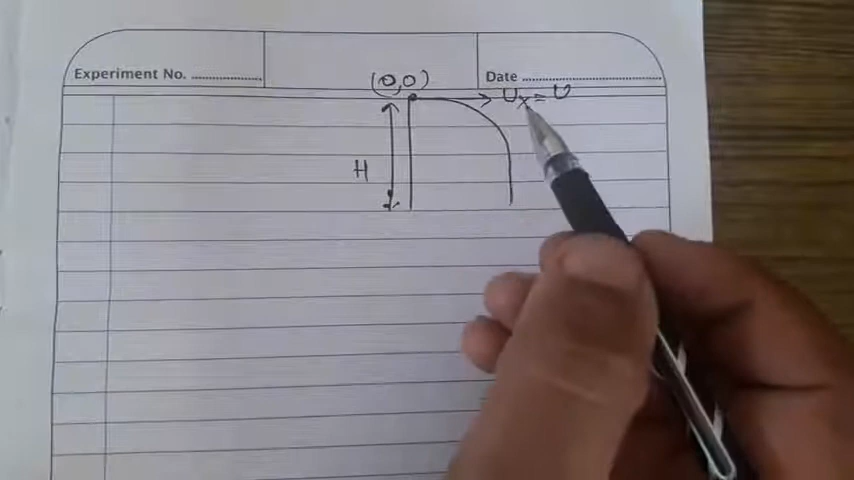 (0,0)
Experiment No. Date
Ux = U
H